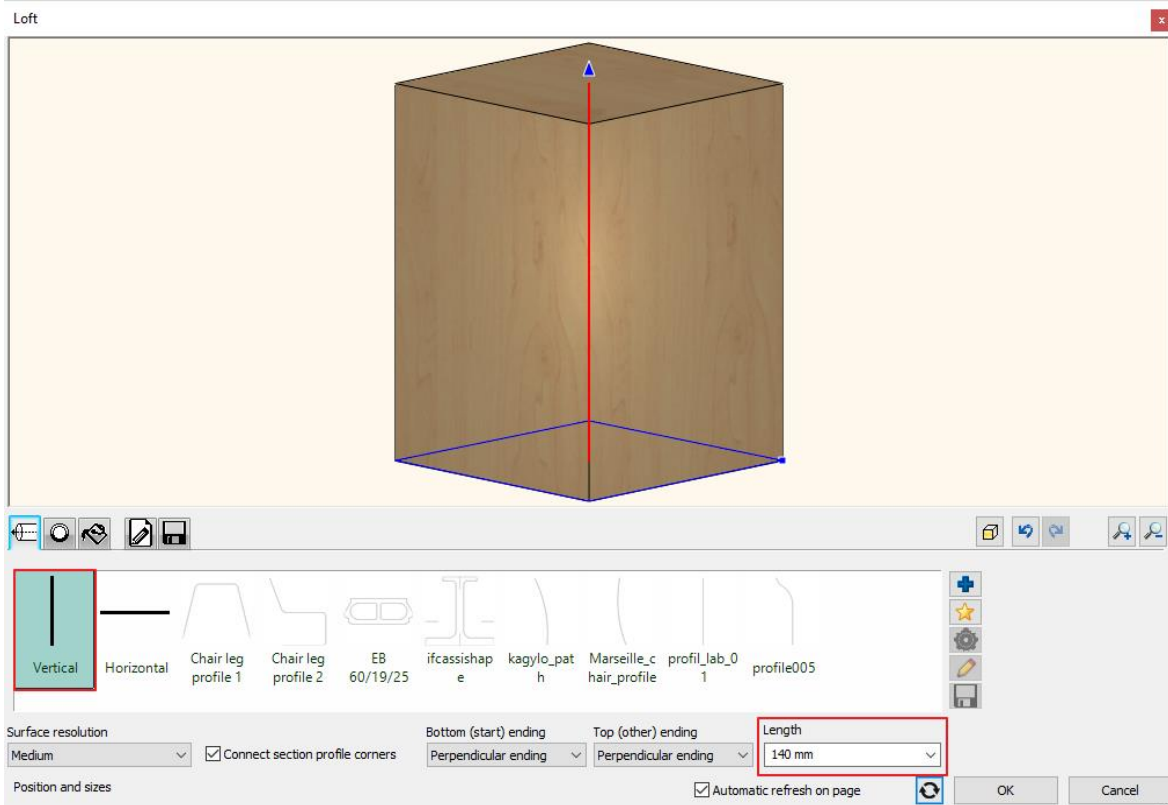 Loft
x
Vertical
Horizontal
Chair leg
profile 1
Chair leg
profile 2
EB
60/19/25
ifcassishap
e
kagylo_pat
h
Marseille_c
hair_profile
profil_lab_0
1
profile005
Surface resolution
Medium
Connect section profile corners
Bottom (start) ending
Perpendicular ending
Top (other) ending
Perpendicular ending
Length
140 mm
Position and sizes
Automatic refresh on page
OK
Cancel